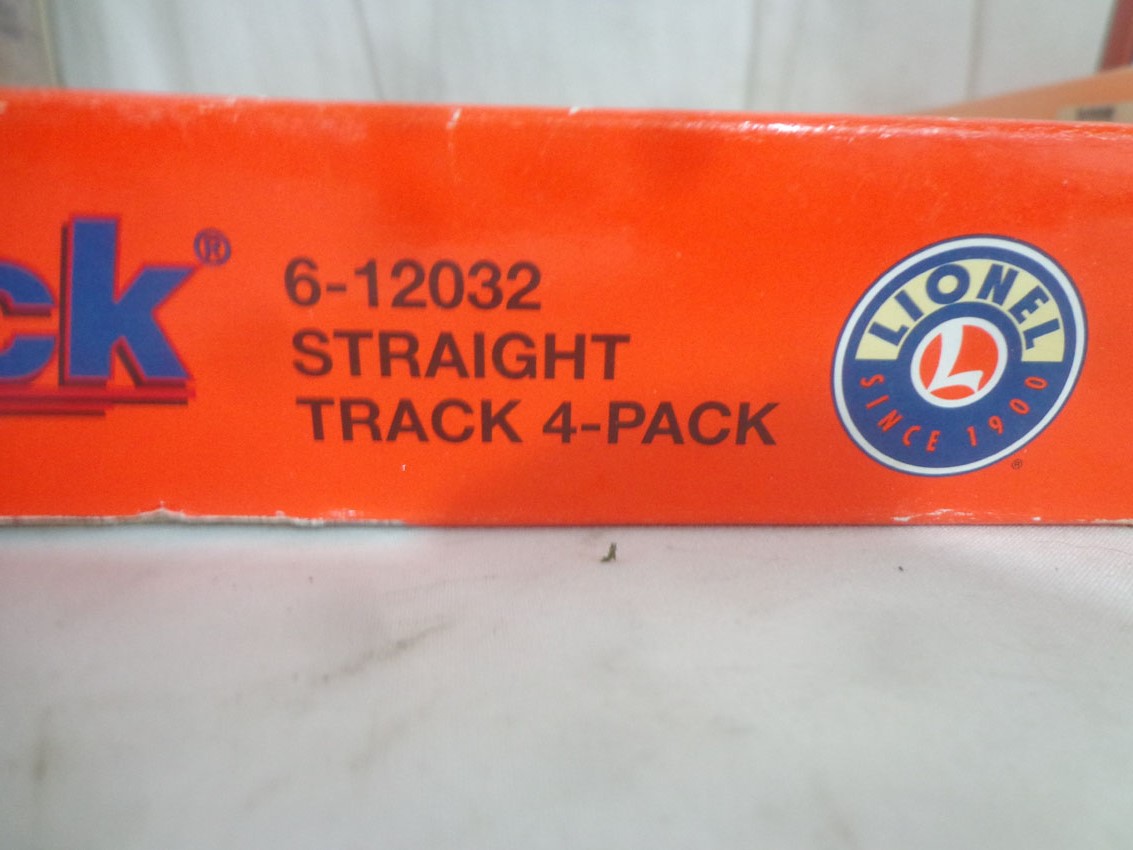 ck®
6-12032
STRAIGHT
TRACK 4-PACK
LIONEL
L
SINCE 1900
®